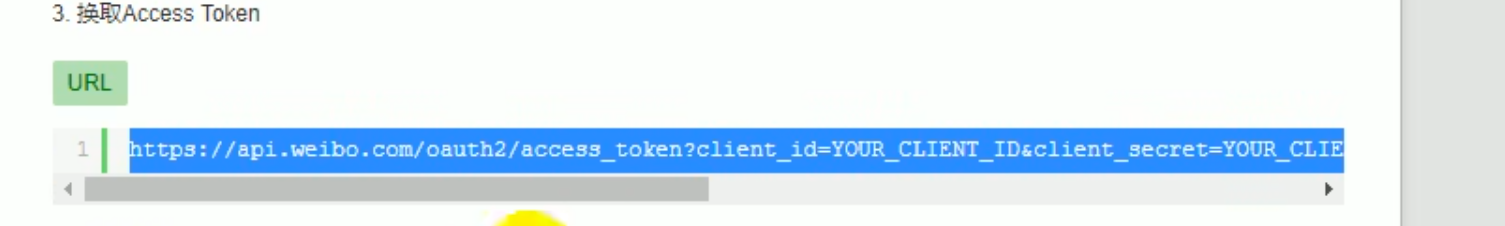 3. 换取Access Token
URL
1 https://api.weibo.com/oauth2/access_token?client_id=YOUR_CLIENT_ID&client_secret=YOUR_CLIE